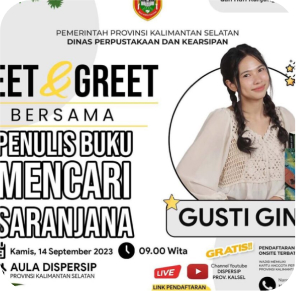 PEMERINTAH PROVINSI KALIMANTAN SELATAN
DINAS PERPUSTAKAAN DAN KEARSIPAN
EET & GREET
BERSAMA
PENULIS BUKU
MENCARI
SARANJANA
GUSTI GIN
Kamis, 14 September 2023
09.00 Wita
AULA DISPERSIP
PROVINSI KALIMANTAN SELATAN
GRATIS!!
PENDAFTARAN
ONSITE TERBAT
LIVE
Channel Youtube
DISPERSIP
PROV. KALSEL
LINK PENDAFTARAN